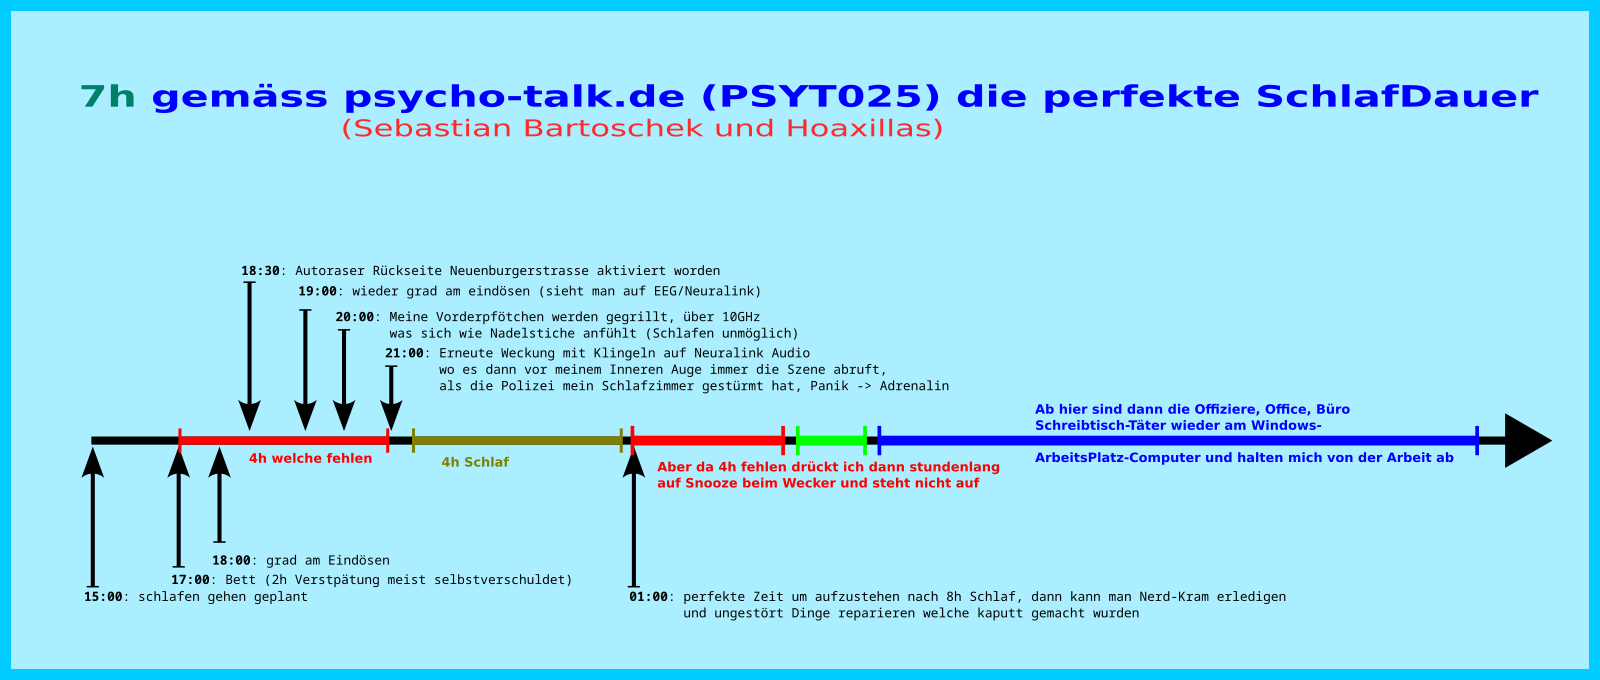 7h gemäss psycho-talk.de (PSYT025) die perfekte SchlafDauer
(Sebastian Bartoschek und Hoaxillas)
18:30: Autoraser Rückseite Neuenburgerstrasse aktiviert worden
19:00: wieder grad am eindösen (sieht man auf EEG/Neuralink)
20:00: Meine Vorderpfötchen werden gegrillt, über 10GHz
was sich wie Nadelstiche anfühlt (Schlafen unmöglich)
21:00: Erneute Weckung mit Klingeln auf Neuralink Audio
wo es dann vor meinem Inneren Auge immer die Szene abruft,
als die Polizei mein Schlafzimmer gestürmt hat, Panik -> Adrenalin
Ab hier sind dann die Offiziere, Office, Büro
Schreibtisch-Täter wieder am Windows-
ArbeitsPlatz-Computer und halten mich von der Arbeit ab
4h welche fehlen
4h Schlaf
Aber da 4h fehlen drückt ich dann stundenlang
auf Snooze beim Wecker und steht nicht auf
18:00: grad am Eindösen
17:00: Bett (2h Verstpätung meist selbstverschuldet)
15:00: schlafen gehen geplant
01:00: perfekte Zeit um aufzustehen nach 8h Schlaf, dann kann man Nerd-Kram erledigen
und ungestört Dinge reparieren welche kaputt gemacht wurden